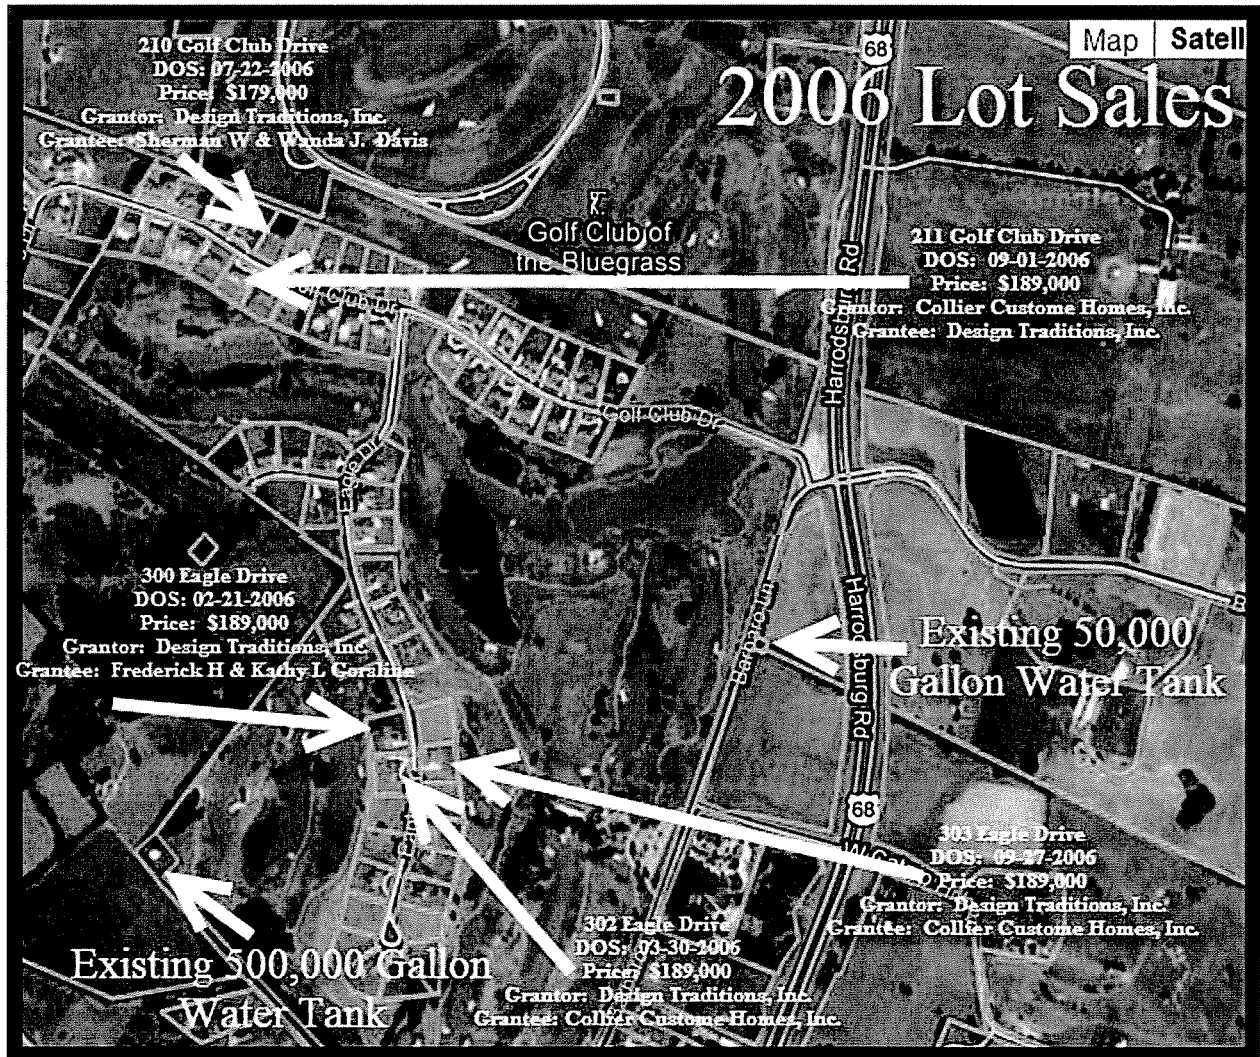 Map
Satell
2006 Lot Sales
68
210 Golf Club Drive
DOS: 07-22-2006
Price: $179,000
Grantor: Design Traditions, Inc.
Grantee: Sherman W & Wanda J. Davis
Golf Club of
the Bluegrass
211 Golf Club Drive
DOS: 09-01-2006
Price: $189,000
Grantor: Collier Custome Homes, Inc.
Grantee: Design Traditions, Inc.
Harrodsburg Rd
Golf Club Dr
Golf Club Dr
Eagle Dr
300 Eagle Drive
DOS: 02-21-2006
Price: $189,000
Grantor: Design Traditions, Inc.
Grantee: Frederick H & Kathy L Gorsline
Barbaro Ln
Harrodsburg Rd
Existing 50,000
Gallon Water Tank
68
303 Eagle Drive
DOS: 09-27-2006
Price: $189,000
Grantor: Design Traditions, Inc.
Grantee: Collier Custome Homes, Inc.
302 Eagle Drive
DOS: 03-30-2006
Price: $189,000
Grantor: Design Traditions, Inc.
Grantee: Collier Custome Homes, Inc.
Existing 500,000 Gallon
Water Tank